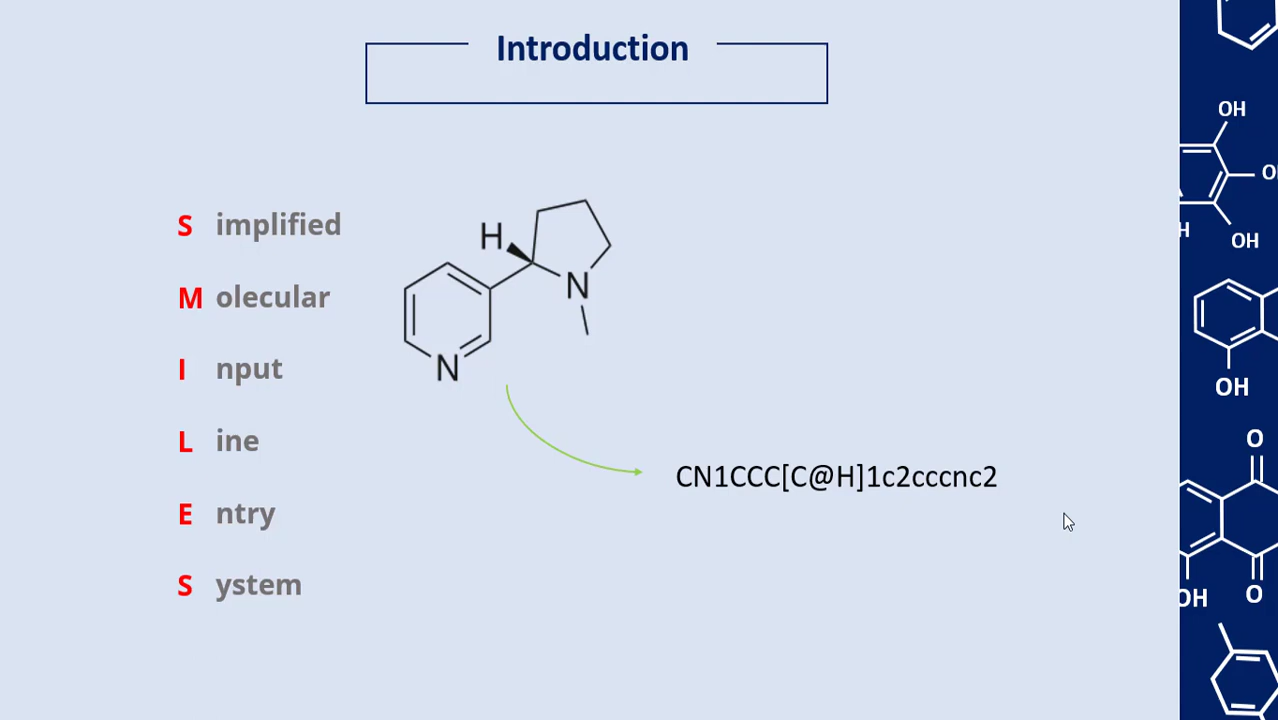 Introduction
S implified
M olecular
I nput
L ine
E ntry
S ystem
H
N
N
CN1CCC[C@H]1c2cccnc2
OH
O
OH
H
OH
O
OH
O